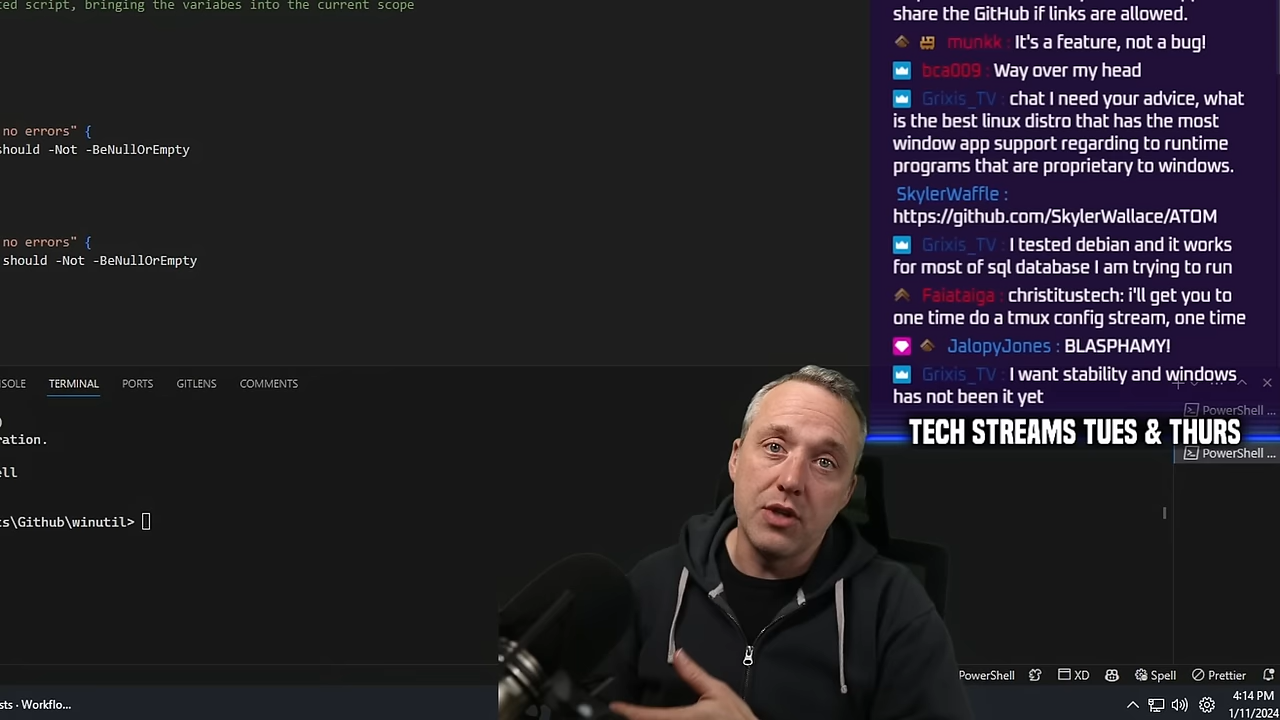 ted script, bringing the variabes into the current scope
no errors" {
should -Not -BeNullOrEmpty
no errors" {
should -Not -BeNullOrEmpty
SOLE TERMINAL PORTS GITLENS COMMENTS
)
ration.
ell
ts\Github\winutil>
share the GitHub if links are allowed.
munkk : It's a feature, not a bug!
bca009 : Way over my head
Grixis_TV : chat I need your advice, what
is the best linux distro that has the most
window app support regarding to runtime
programs that are proprietary to windows.
SkylerWaffle :
https://github.com/SkylerWallace/ATOM
Grixis_TV : I tested debian and it works
for most of sql database I am trying to run
Faiataiga : christitustech: i'll get you to
one time do a tmux config stream, one time
JalopyJones : BLASPHAMY!
Grixis_TV : I want stability and windows
has not been it yet
PowerShell ...
TECH STREAMS TUES & THURS
PowerShell ...
PowerShell XD Spell Prettier
sts · Workflo...
4:14 PM
1/11/2024